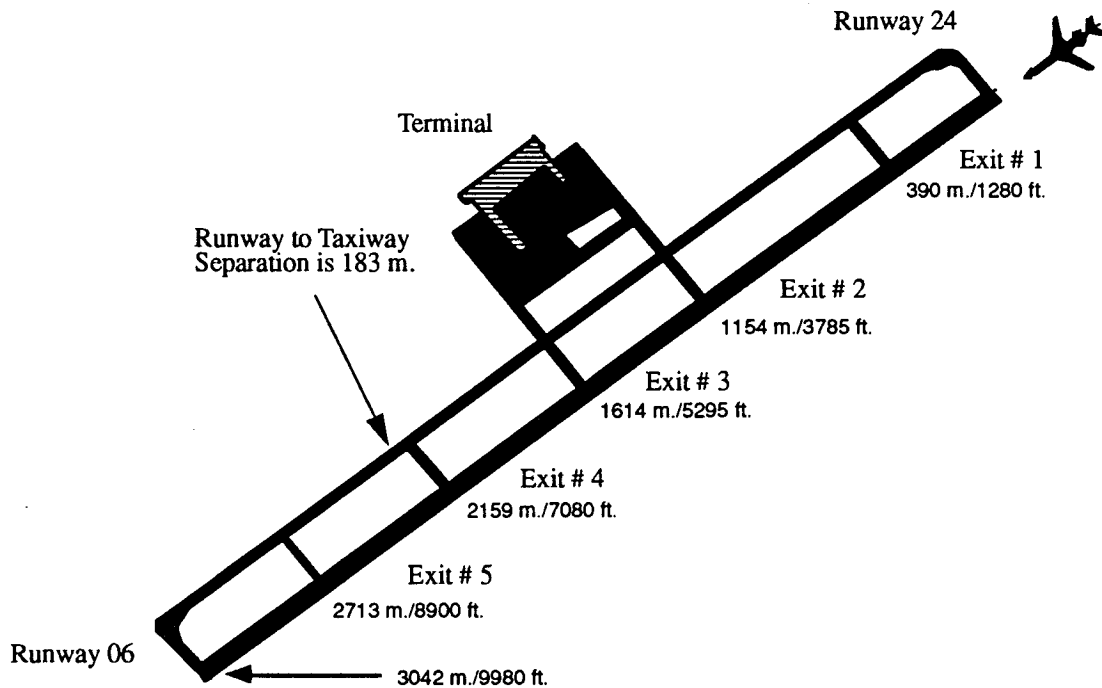 Runway 24
Terminal
Exit # 1
390 m./1280 ft.
Runway to Taxiway
Separation is 183 m.
Exit # 2
1154 m./3785 ft.
Exit # 3
1614 m./5295 ft.
Exit # 4
2159 m./7080 ft.
Exit # 5
2713 m./8900 ft.
Runway 06
3042 m./9980 ft.